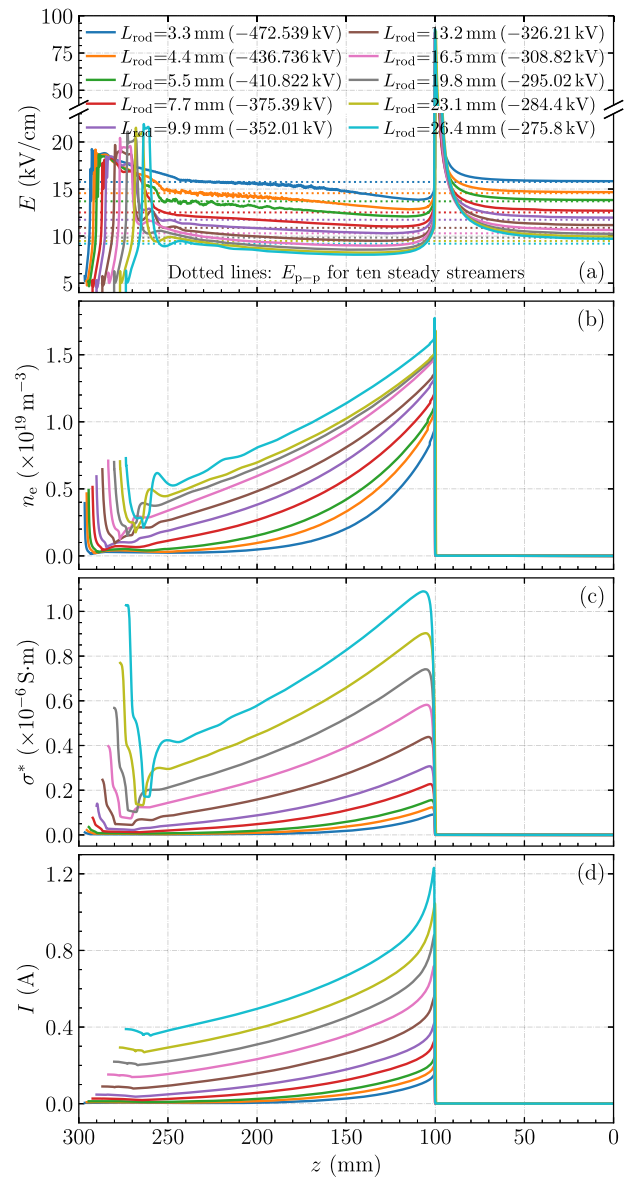 100
75
50
20
15
10
5
E (kV/cm)
L_rod=3.3 mm (−472.539 kV)
L_rod=4.4 mm (−436.736 kV)
L_rod=5.5 mm (−410.822 kV)
L_rod=7.7 mm (−375.39 kV)
L_rod=9.9 mm (−352.01 kV)
L_rod=13.2 mm (−326.21 kV)
L_rod=16.5 mm (−308.82 kV)
L_rod=19.8 mm (−295.02 kV)
L_rod=23.1 mm (−284.4 kV)
L_rod=26.4 mm (−275.8 kV)
Dotted lines: E_p−p for ten steady streamers
(a)
(b)
1.5
1.0
0.5
0.0
n_e (×10^19 m^−3)
(c)
1.0
0.8
0.6
0.4
0.2
0.0
σ* (×10^−6 S·m)
(d)
1.2
0.8
0.4
0.0
I (A)
300 250 200 150 100 50 0
z (mm)